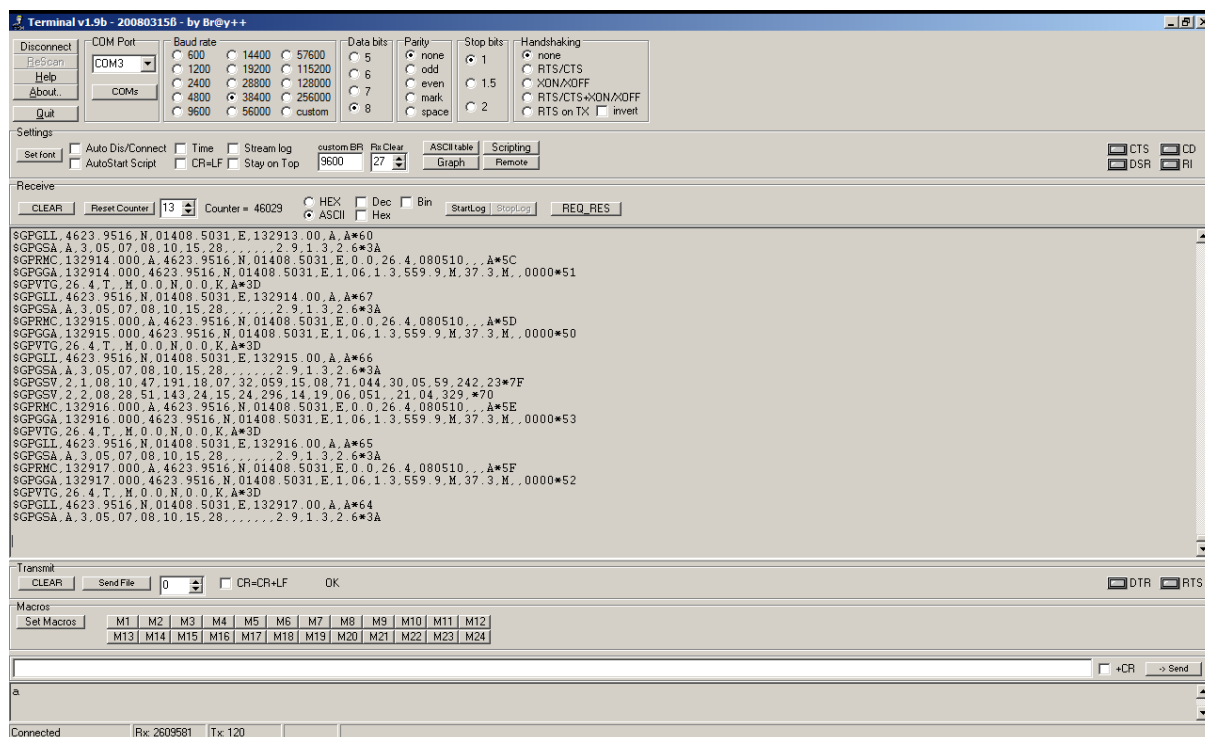 Terminal v1.9b - 20080315ß - by Br@y++
Disconnect
ReScan
Help
About..
Quit
COM Port
COM3
COMs
Baud rate
600 14400 57600
1200 19200 115200
2400 28800 128000
4800 38400 256000
9600 56000 custom
Data bits
5
6
7
8
Parity
none
odd
even
mark
space
Stop bits
1
1.5
2
Handshaking
none
RTS/CTS
XON/XOFF
RTS/CTS+XON/XOFF
RTS on TX invert
Settings
Set font
Auto Dis/Connect Time Stream log
AutoStart Script CR=LF Stay on Top
custom BR Rx Clear
9600 27
ASCII table Scripting
Graph Remote
CTS CD
DSR RI
Receive
CLEAR Reset Counter 13 Counter = 46029
HEX Dec Bin
ASCII Hex
StartLog StopLog REQ_RES
$GPGLL,4623.9516,N,01408.5031,E,132913.00,A,A*60
$GPGSA,A,3,05,07,08,10,15,28,,,,,,,2.9,1.3,2.6*3A
$GPRMC,132914.000,A,4623.9516,N,01408.5031,E,0.0,26.4,080510,,,A*5C
$GPGGA,132914.000,4623.9516,N,01408.5031,E,1,06,1.3,559.9,M,37.3,M,,0000*51
$GPVTG,26.4,T,,M,0.0,N,0.0,K,A*3D
$GPGLL,4623.9516,N,01408.5031,E,132914.00,A,A*67
$GPGSA,A,3,05,07,08,10,15,28,,,,,,,2.9,1.3,2.6*3A
$GPRMC,132915.000,A,4623.9516,N,01408.5031,E,0.0,26.4,080510,,,A*5D
$GPGGA,132915.000,4623.9516,N,01408.5031,E,1,06,1.3,559.9,M,37.3,M,,0000*50
$GPVTG,26.4,T,,M,0.0,N,0.0,K,A*3D
$GPGLL,4623.9516,N,01408.5031,E,132915.00,A,A*66
$GPGSA,A,3,05,07,08,10,15,28,,,,,,,2.9,1.3,2.6*3A
$GPGSV,2,1,08,10,47,191,18,07,32,059,15,08,71,044,30,05,59,242,23*7F
$GPGSV,2,2,08,28,51,143,24,15,24,296,14,19,06,051,,21,04,329,*70
$GPRMC,132916.000,A,4623.9516,N,01408.5031,E,0.0,26.4,080510,,,A*5E
$GPGGA,132916.000,4623.9516,N,01408.5031,E,1,06,1.3,559.9,M,37.3,M,,0000*53
$GPVTG,26.4,T,,M,0.0,N,0.0,K,A*3D
$GPGLL,4623.9516,N,01408.5031,E,132916.00,A,A*65
$GPGSA,A,3,05,07,08,10,15,28,,,,,,,2.9,1.3,2.6*3A
$GPRMC,132917.000,A,4623.9516,N,01408.5031,E,0.0,26.4,080510,,,A*5F
$GPGGA,132917.000,4623.9516,N,01408.5031,E,1,06,1.3,559.9,M,37.3,M,,0000*52
$GPVTG,26.4,T,,M,0.0,N,0.0,K,A*3D
$GPGLL,4623.9516,N,01408.5031,E,132917.00,A,A*64
$GPGSA,A,3,05,07,08,10,15,28,,,,,,,2.9,1.3,2.6*3A
Transmit
CLEAR Send File 0 CR=CR+LF OK
DTR RTS
Macros
Set Macros
M1 M2 M3 M4 M5 M6 M7 M8 M9 M10 M11 M12
M13 M14 M15 M16 M17 M18 M19 M20 M21 M22 M23 M24
+CR -> Send
a
Connected Rx: 2609581 Tx: 120